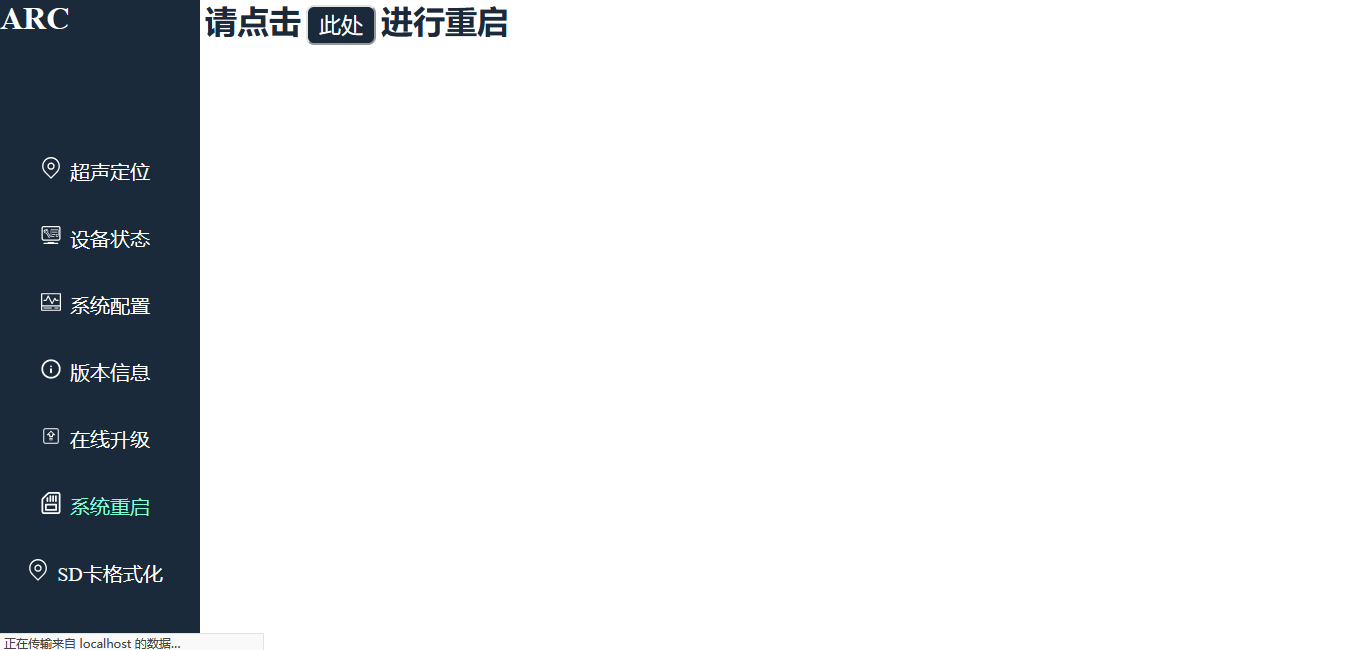 ARC
请点击 此处 进行重启
超声定位
设备状态
系统配置
版本信息
在线升级
系统重启
SD卡格式化
正在传输来自 localhost 的数据...